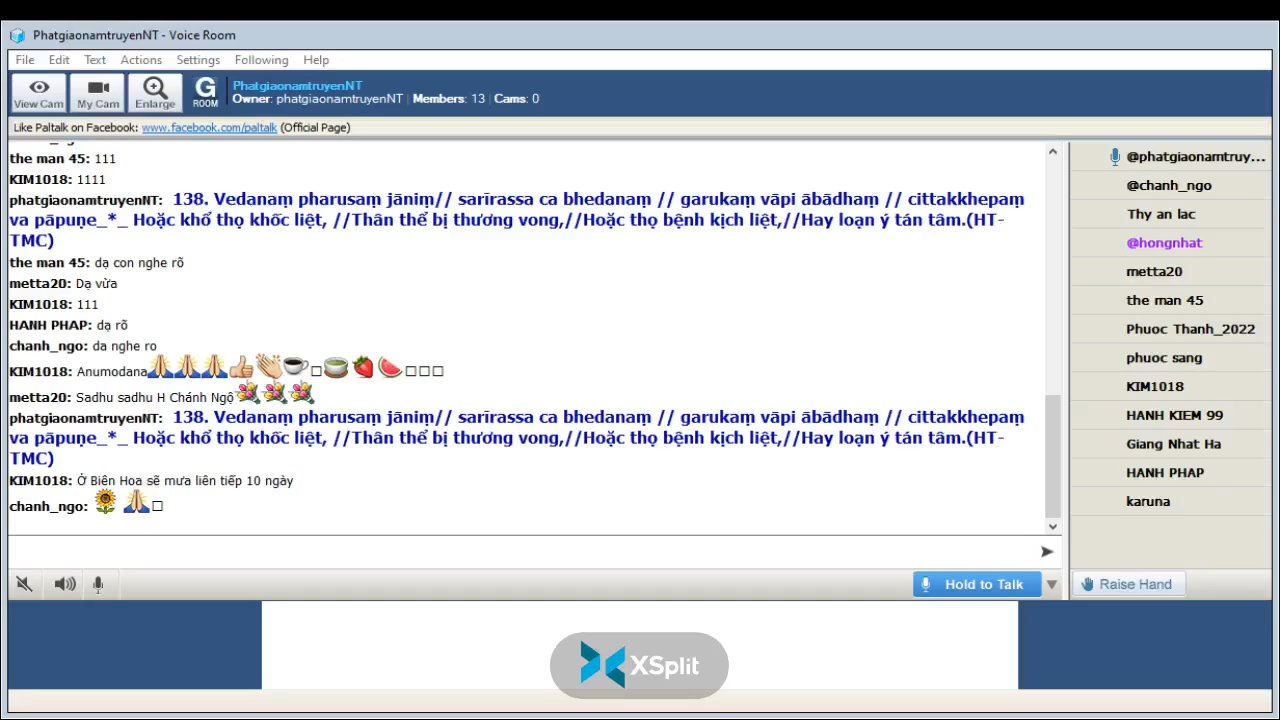 PhatgiaonamtruyenNT - Voice Room
File Edit Text Actions Settings Following Help
View Cam My Cam Enlarge G ROOM
PhatgiaonamtruyenNT
Owner: phatgiaonamtruyenNT | Members: 13 | Cams: 0
Like Paltalk on Facebook: www.facebook.com/paltalk (Official Page)
the man 45: 111
KIM1018: 1111
phatgiaonamtruyenNT: 138. Vedanaṃ pharusaṃ jāniṃ// sarīrassa ca bhedanaṃ // garukaṃ vāpi ābādhaṃ // cittakkhepaṃ
va pāpuṇe_*_ Hoặc khổ thọ khốc liệt, //Thân thể bị thương vong,//Hoặc thọ bệnh kịch liệt,//Hay loạn ý tán tâm.(HT-
TMC)
the man 45: dạ con nghe rõ
metta20: Dạ vừa
KIM1018: 111
HANH PHAP: dạ rõ
chanh_ngo: da nghe ro
KIM1018: Anumodana
metta20: Sadhu sadhu H Chánh Ngộ
phatgiaonamtruyenNT: 138. Vedanaṃ pharusaṃ jāniṃ// sarīrassa ca bhedanaṃ // garukaṃ vāpi ābādhaṃ // cittakkhepaṃ
va pāpuṇe_*_ Hoặc khổ thọ khốc liệt, //Thân thể bị thương vong,//Hoặc thọ bệnh kịch liệt,//Hay loạn ý tán tâm.(HT-
TMC)
KIM1018: Ở Biên Hoa sẽ mưa liên tiếp 10 ngày
chanh_ngo:
@phatgiaonamtruy...
@chanh_ngo
Thy an lac
@hongnhat
metta20
the man 45
Phuoc Thanh_2022
phuoc sang
KIM1018
HANH KIEM 99
Giang Nhat Ha
HANH PHAP
karuna
Hold to Talk
Raise Hand
XSplit